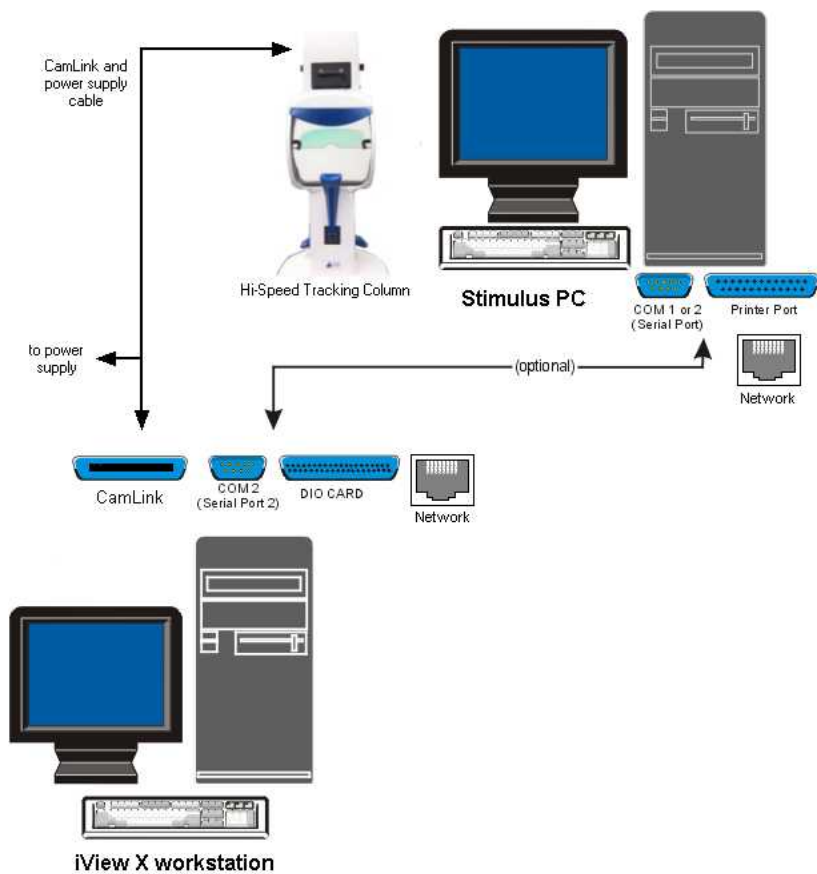 CamLink and
power supply
cable
Hi-Speed Tracking Column
Stimulus PC
COM 1 or 2
(Serial Port)
Printer Port
to power
supply
(optional)
Network
CamLink
COM 2
(Serial Port 2)
DIO CARD
Network
iView X workstation